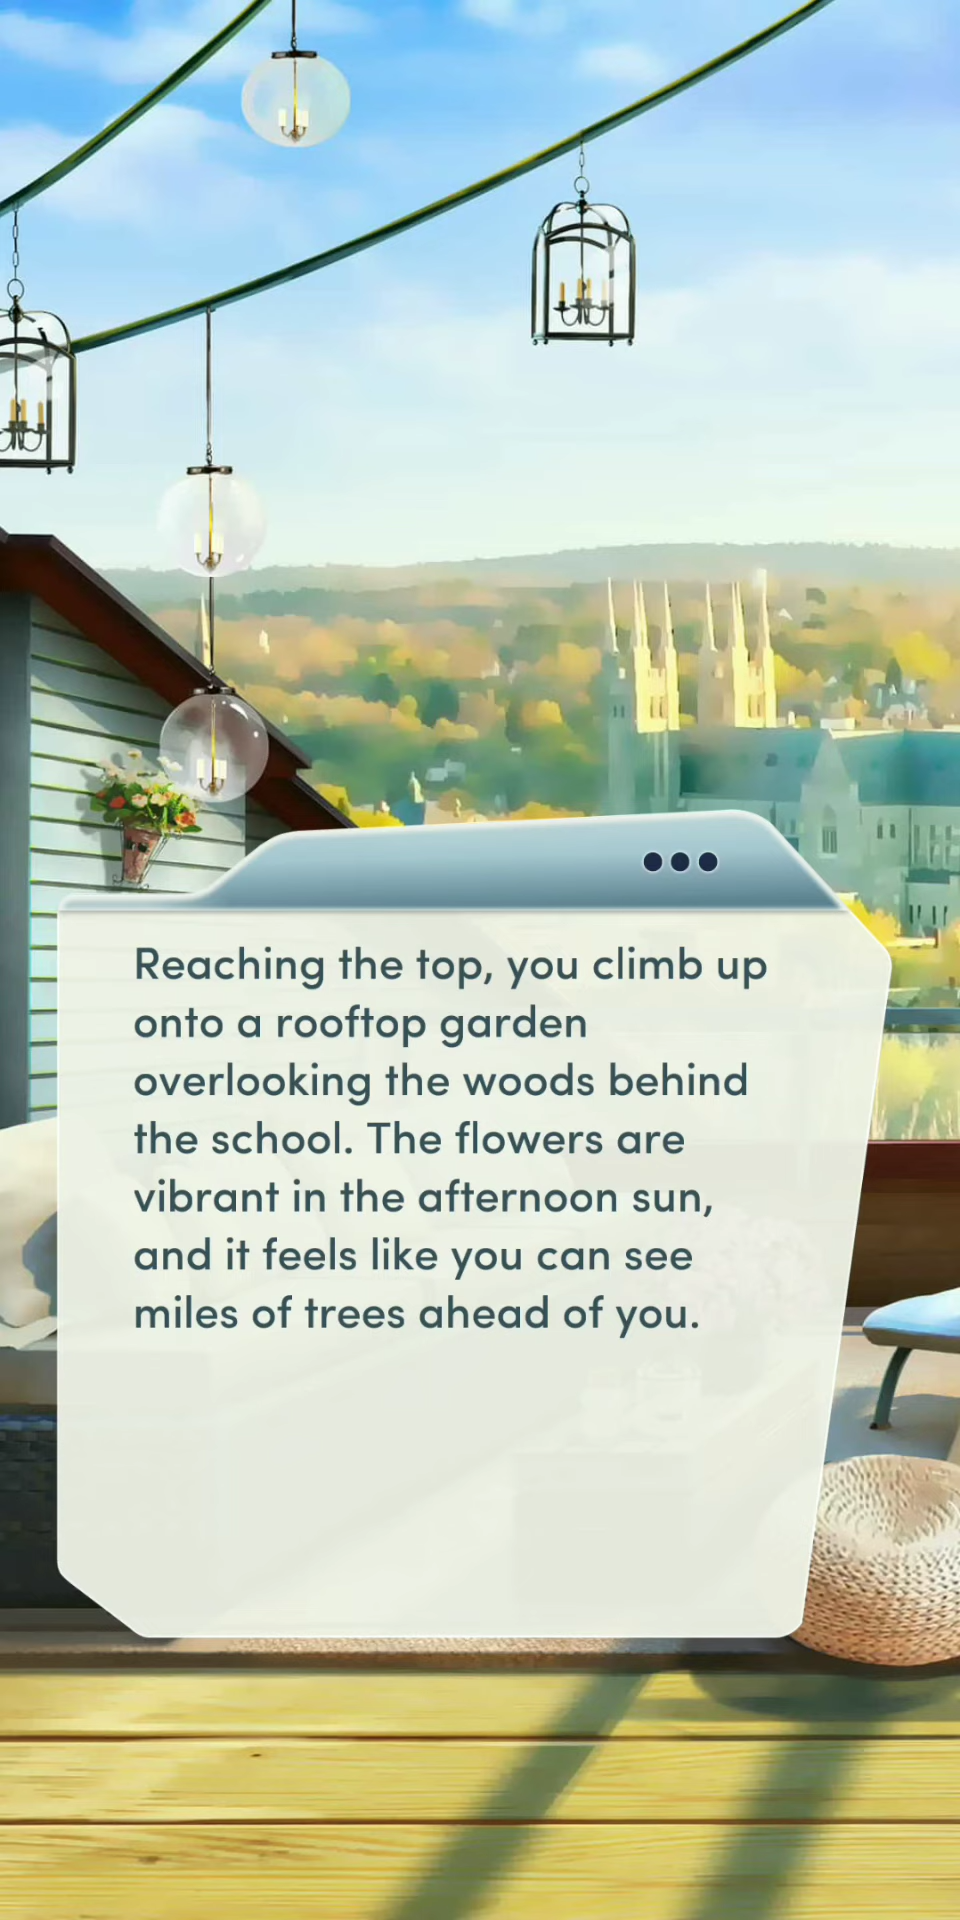 Reaching the top, you climb up
onto a rooftop garden
overlooking the woods behind
the school. The flowers are
vibrant in the afternoon sun,
and it feels like you can see
miles of trees ahead of you.